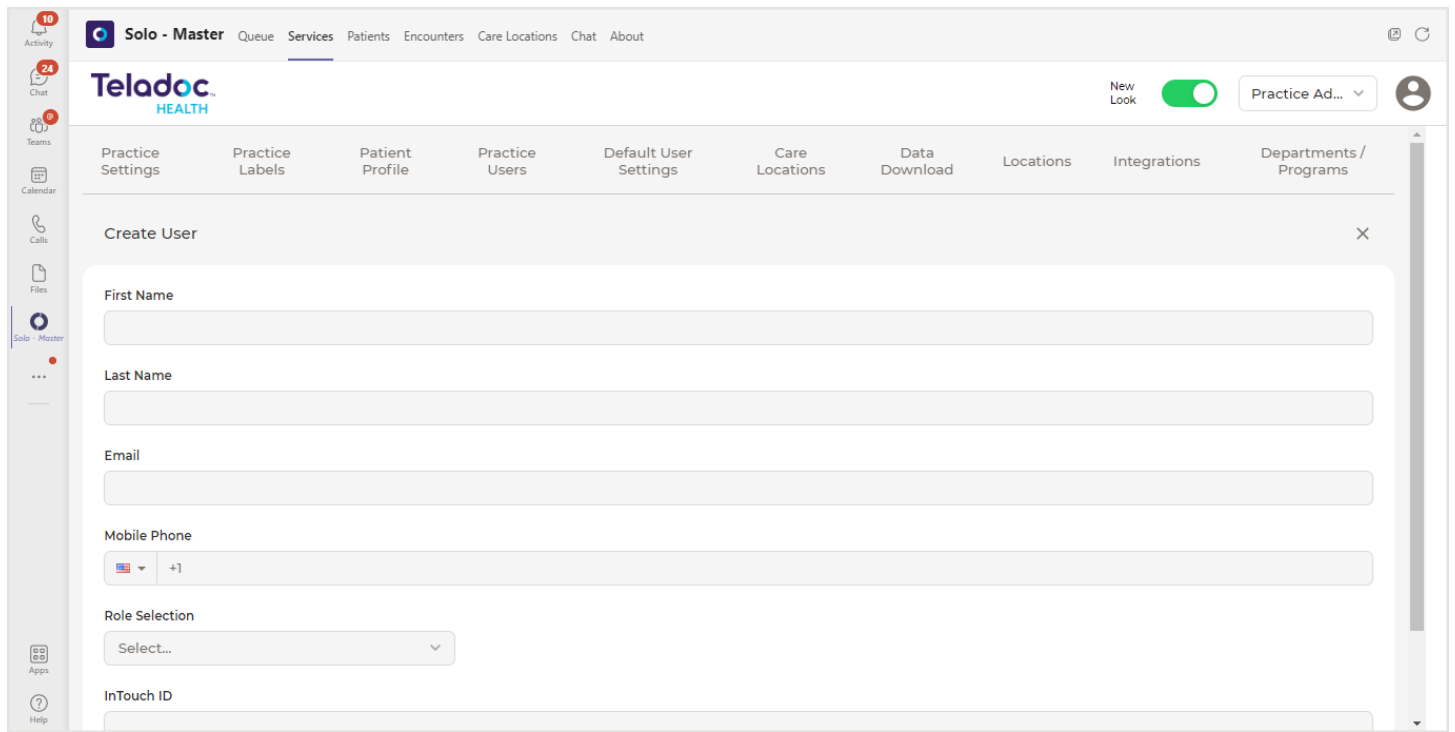 10
Activity
24
Chat
@
Teams
Calendar
Calls
Files
Solo - Master
...
Apps
Help
Solo - Master Queue Services Patients Encounters Care Locations Chat About
Teladoc™
HEALTH
New
Look
Practice Ad...
Practice
Settings
Practice
Labels
Patient
Profile
Practice
Users
Default User
Settings
Care
Locations
Data
Download
Locations
Integrations
Departments /
Programs
Create User
First Name
Last Name
Email
Mobile Phone
+1
Role Selection
Select...
InTouch ID